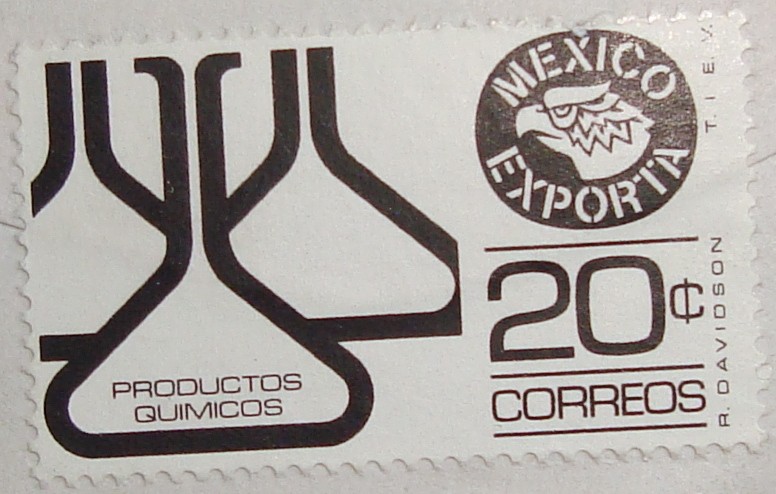 MEXICO
EXPORTA
T. I. E. V.
20¢
CORREOS
R. DAVIDSON
PRODUCTOS
QUIMICOS